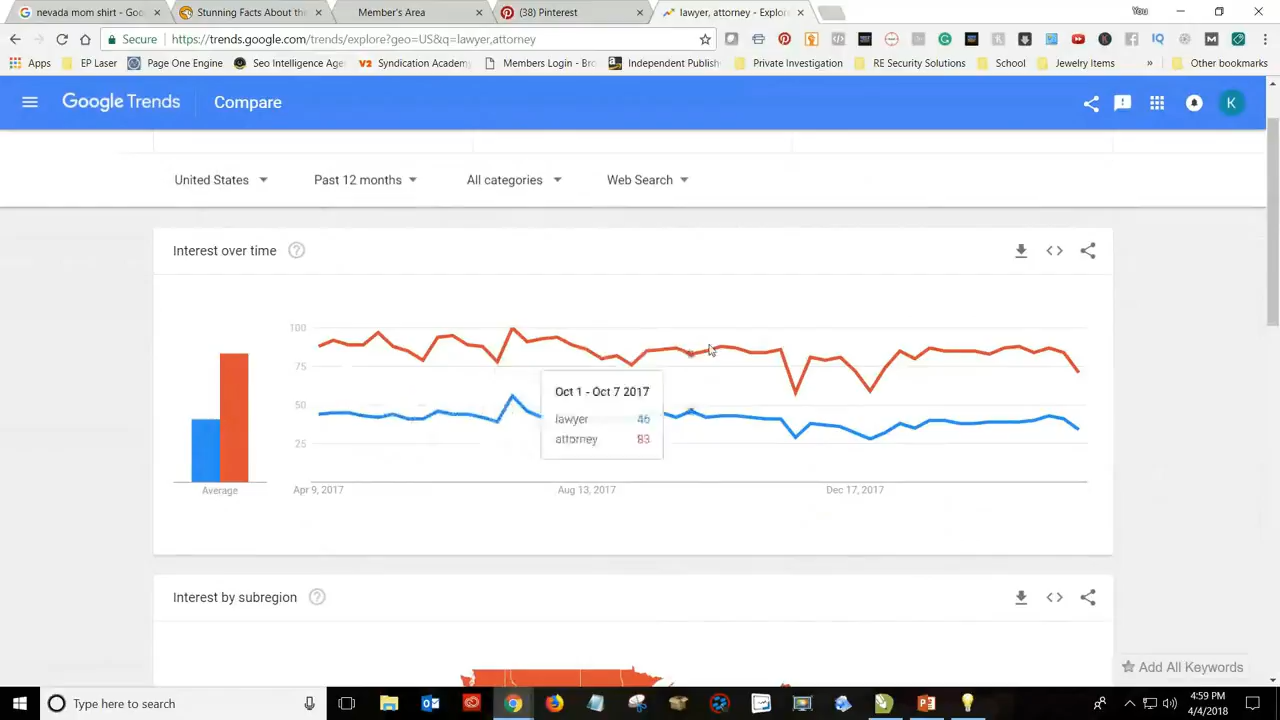 nevada mom shirt - Goo
Stunning Facts About the
Member's Area
(38) Pinterest
lawyer, attorney - Explor
You
Secure
https://trends.google.com/trends/explore?geo=US&q=lawyer,attorney
Apps
EP Laser
Page One Engine
Seo Intelligence Age
V2 Syndication Academy
Members Login - Bro
Independent Publish
Private Investigation
RE Security Solutions
School
Jewelry Items
»
Other bookmarks
Google Trends
Compare
K
United States
Past 12 months
All categories
Web Search
Interest over time
100
75
50
25
Oct 1 - Oct 7 2017
lawyer 46
attorney 83
Average
Apr 9, 2017
Aug 13, 2017
Dec 17, 2017
Interest by subregion
Add All Keywords
Type here to search
4:59 PM
4/4/2018